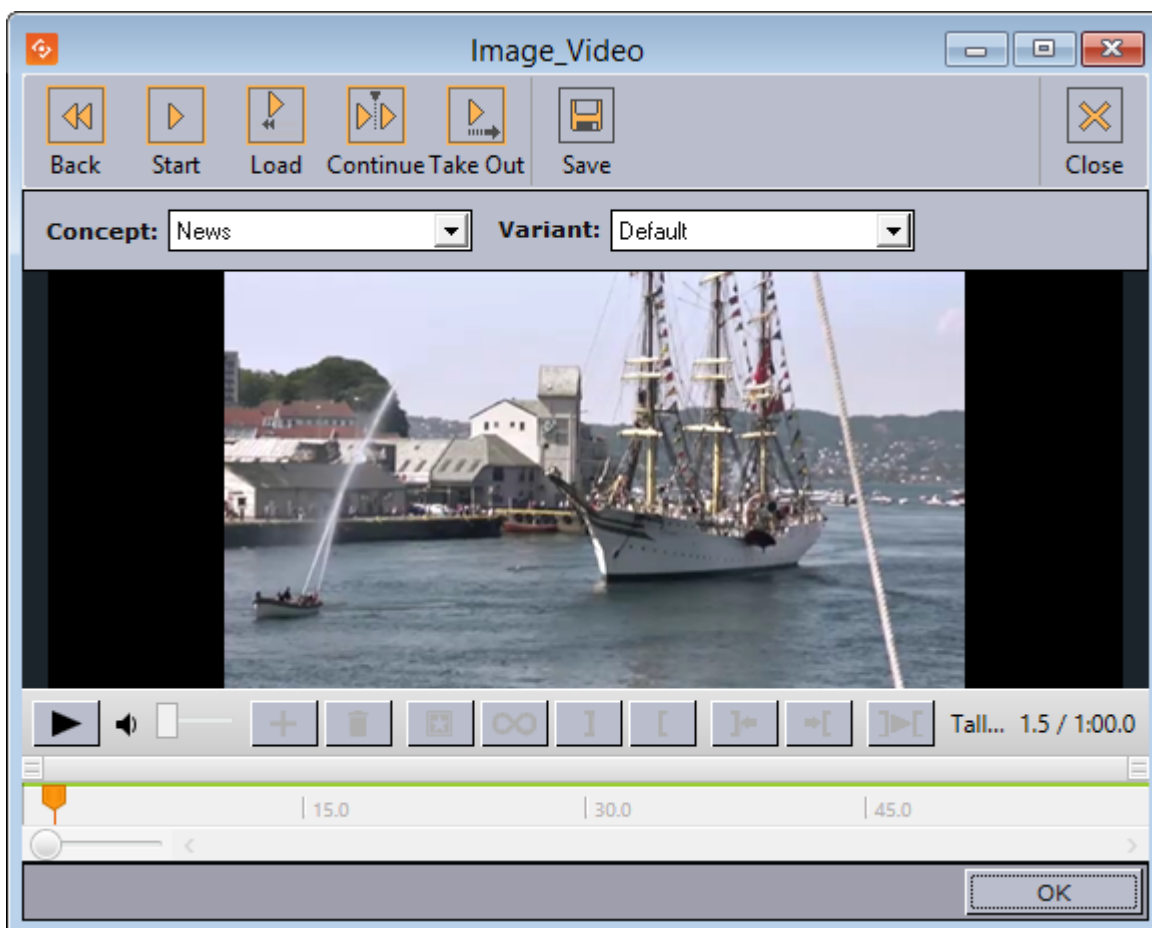 Image_Video
Back Start Load Continue Take Out Save Close
Concept: News Variant: Default
Tall... 1.5 / 1:00.0
15.0 30.0 45.0
OK